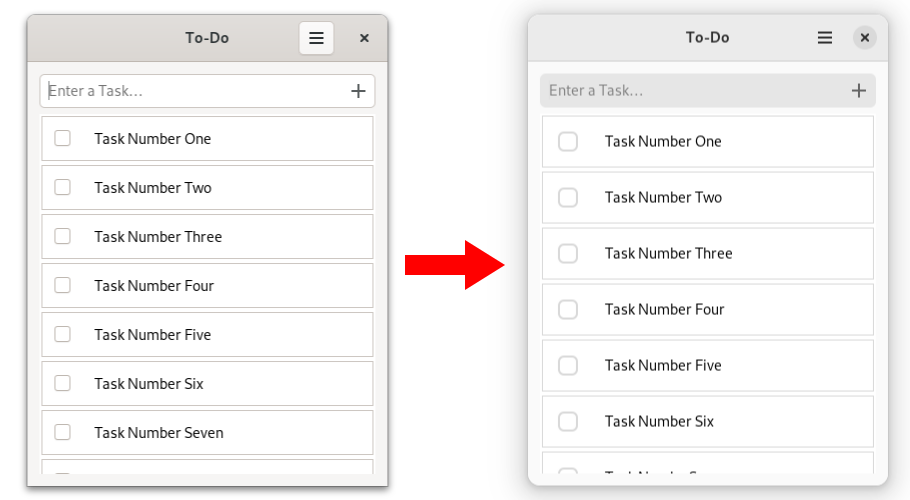 To-Do
Enter a Task...
Task Number One
Task Number Two
Task Number Three
Task Number Four
Task Number Five
Task Number Six
Task Number Seven
To-Do
Enter a Task...
Task Number One
Task Number Two
Task Number Three
Task Number Four
Task Number Five
Task Number Six